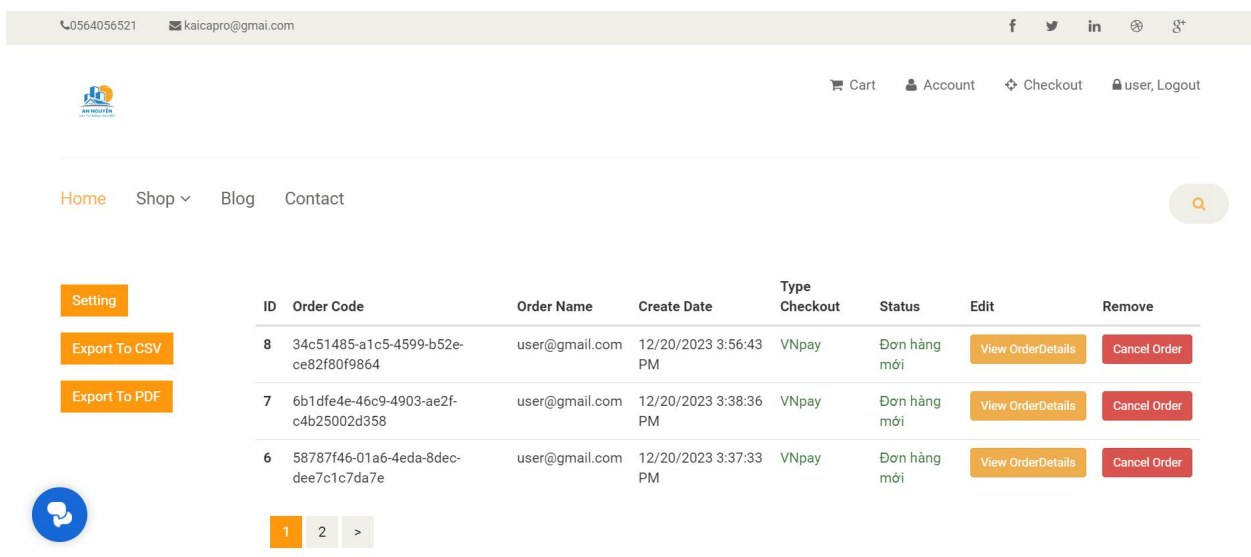 0564056521 kaicapro@gmai.com
AN NGUYÊN
Cart Account Checkout user, Logout
Home Shop Blog Contact
Setting
Export To CSV
Export To PDF
ID Order Code Order Name Create Date Type Checkout Status Edit Remove
8 34c51485-a1c5-4599-b52e- user@gmail.com 12/20/2023 3:56:43 VNpay Đơn hàng View OrderDetails Cancel Order
ce82f80f9864 PM mới
7 6b1dfe4e-46c9-4903-ae2f- user@gmail.com 12/20/2023 3:38:36 VNpay Đơn hàng View OrderDetails Cancel Order
c4b25002d358 PM mới
6 58787f46-01a6-4eda-8dec- user@gmail.com 12/20/2023 3:37:33 VNpay Đơn hàng View OrderDetails Cancel Order
dee7c1c7da7e PM mới
1 2 >